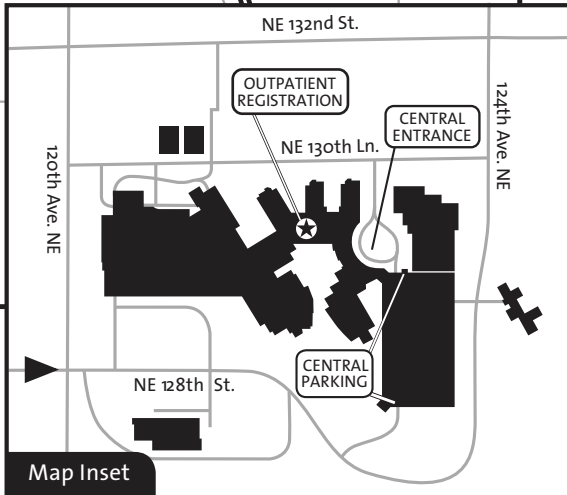 NE 132nd St.
OUTPATIENT
REGISTRATION
CENTRAL
ENTRANCE
124th Ave. NE
NE 130th Ln.
120th Ave. NE
CENTRAL
PARKING
NE 128th St.
Map Inset